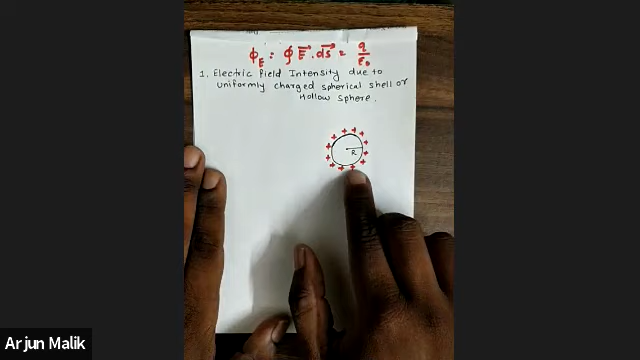 ϕE = ∮ E⃗ . ds⃗ = q/ε0
1. Electric field Intensity due to
uniformly charged spherical shell or
Hollow Sphere.
R
Arjun Malik